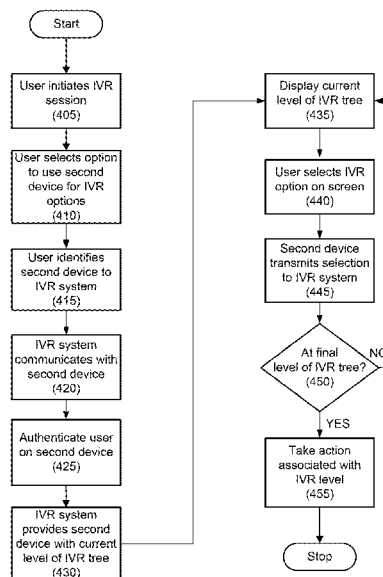 Start
User initiates IVR
session
(405)
User selects option
to use second
device for IVR
options
(410)
User identifies
second device to
IVR system
(415)
IVR system
communicates with
second device
(420)
Authenticate user
on second device
(425)
IVR system
provides second
device with current
level of IVR tree
(430)
Display current
level of IVR tree
(435)
User selects IVR
option on screen
(440)
Second device
transmits selection
to IVR system
(445)
At final
level of IVR tree?
(450)
NO
YES
Take action
associated with
IVR level
(455)
Stop